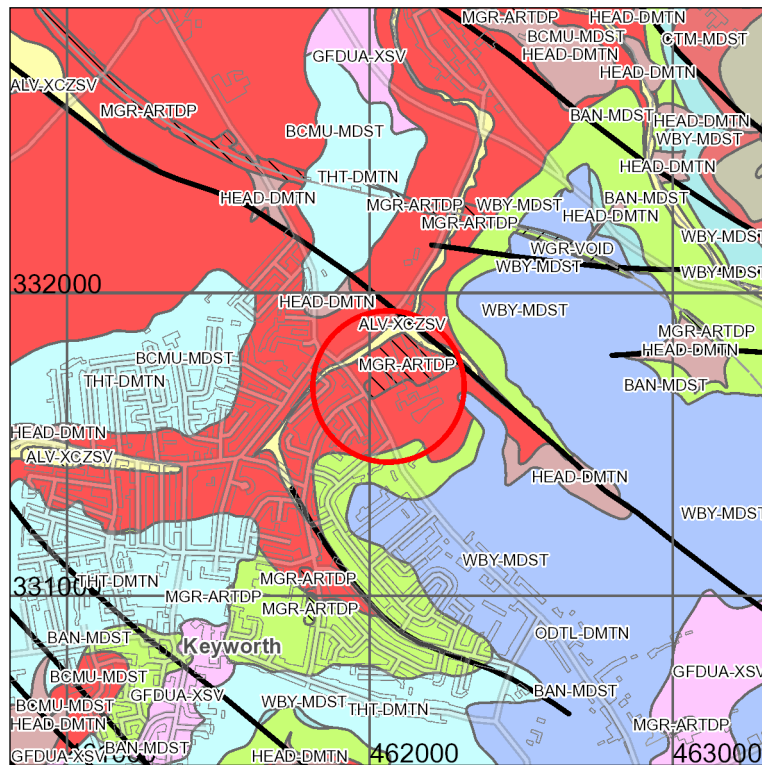 MGR-ARTDP
HEAD-DMTN
BCMU-MDST
CTM-MDST
GFDUA-XSV
HEAD-DMTN
HEAD-DMTN
ALV-XCZSV
MGR-ARTDP
BAN-MDST
HEAD-DMTN
BCMU-MDST
WBY-MDST
HEAD-DMTN
THT-DMTN
HEAD-DMTN
BAN-MDST
MGR-ARTDP
WBY-MDST
HEAD-DMTN
MGR-ARTDP
WBY-MDST
WGR-VOID
WBY-MDST
WBY-MDST
332000
HEAD-DMTN
WBY-MDST
ALV-XCZSV
MGR-ARTDP
BCMU-MDST
MGR-ARTDP
HEAD-DMTN
THT-DMTN
BAN-MDST
HEAD-DMTN
ALV-XCZSV
HEAD-DMTN
WBY-MDST
WBY-MDST
THT-DMTN
MGR-ARTDP
331000
MGR-ARTDP
MGR-ARTDP
BAN-MDST
ODTL-DMTN
Keyworth
BCMU-MDST
GFDUA-XSV
GFDUA-XSV
BAN-MDST
BCMU-MDST
WBY-MDST
THT-DMTN
HEAD-DMTN
MGR-ARTDP
BAN-MDST
GFDUA-XSV
HEAD-DMTN
462000
463000